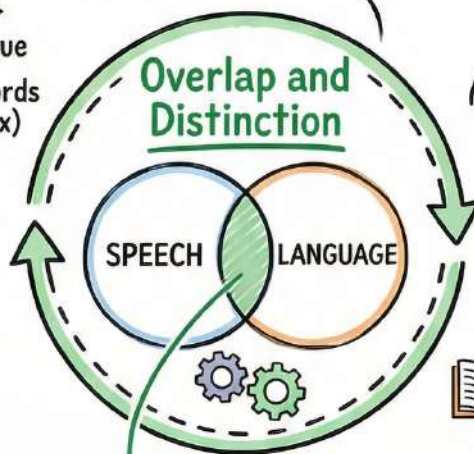 ue
rds
x)
Overlap and
Distinction
SPEECH
LANGUAGE